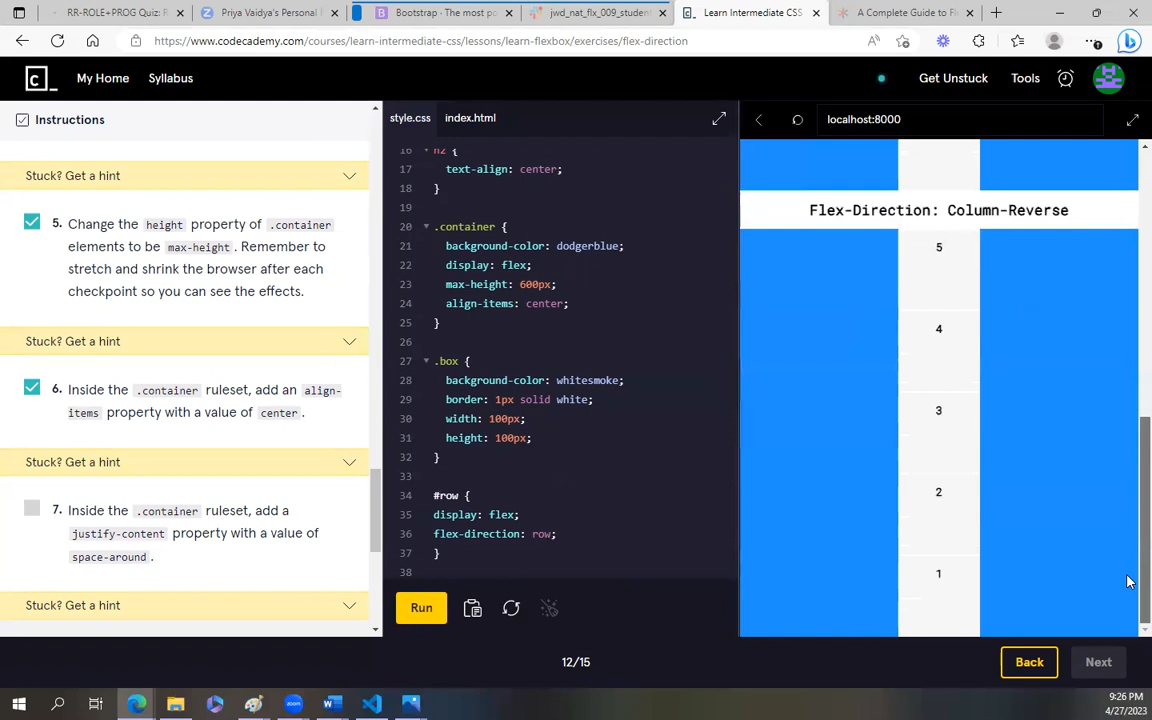 RR-ROLE+PROG Quiz: R
Priya Vaidya's Personal
Bootstrap - The most po
jwd_nat_flx_009_student
Learn Intermediate CSS
A Complete Guide to Fl
https://www.codecademy.com/courses/learn-intermediate-css/lessons/learn-flexbox/exercises/flex-direction
My Home
Syllabus
Get Unstuck
Tools
Instructions
style.css
index.html
localhost:8000
Stuck? Get a hint
5. Change the height property of .container
elements to be max-height. Remember to
stretch and shrink the browser after each
checkpoint so you can see the effects.
Stuck? Get a hint
6. Inside the .container ruleset, add an align-
items property with a value of center.
Stuck? Get a hint
7. Inside the .container ruleset, add a
justify-content property with a value of
space-around.
Stuck? Get a hint
16 h2 {
17 text-align: center;
18 }
19
20 .container {
21 background-color: dodgerblue;
22 display: flex;
23 max-height: 600px;
24 align-items: center;
25 }
26
27 .box {
28 background-color: whitesmoke;
29 border: 1px solid white;
30 width: 100px;
31 height: 100px;
32 }
33
34 #row {
35 display: flex;
36 flex-direction: row;
37 }
38
Run
Flex-Direction: Column-Reverse
5
4
3
2
1
12/15
Back
Next
9:26 PM
4/27/2023